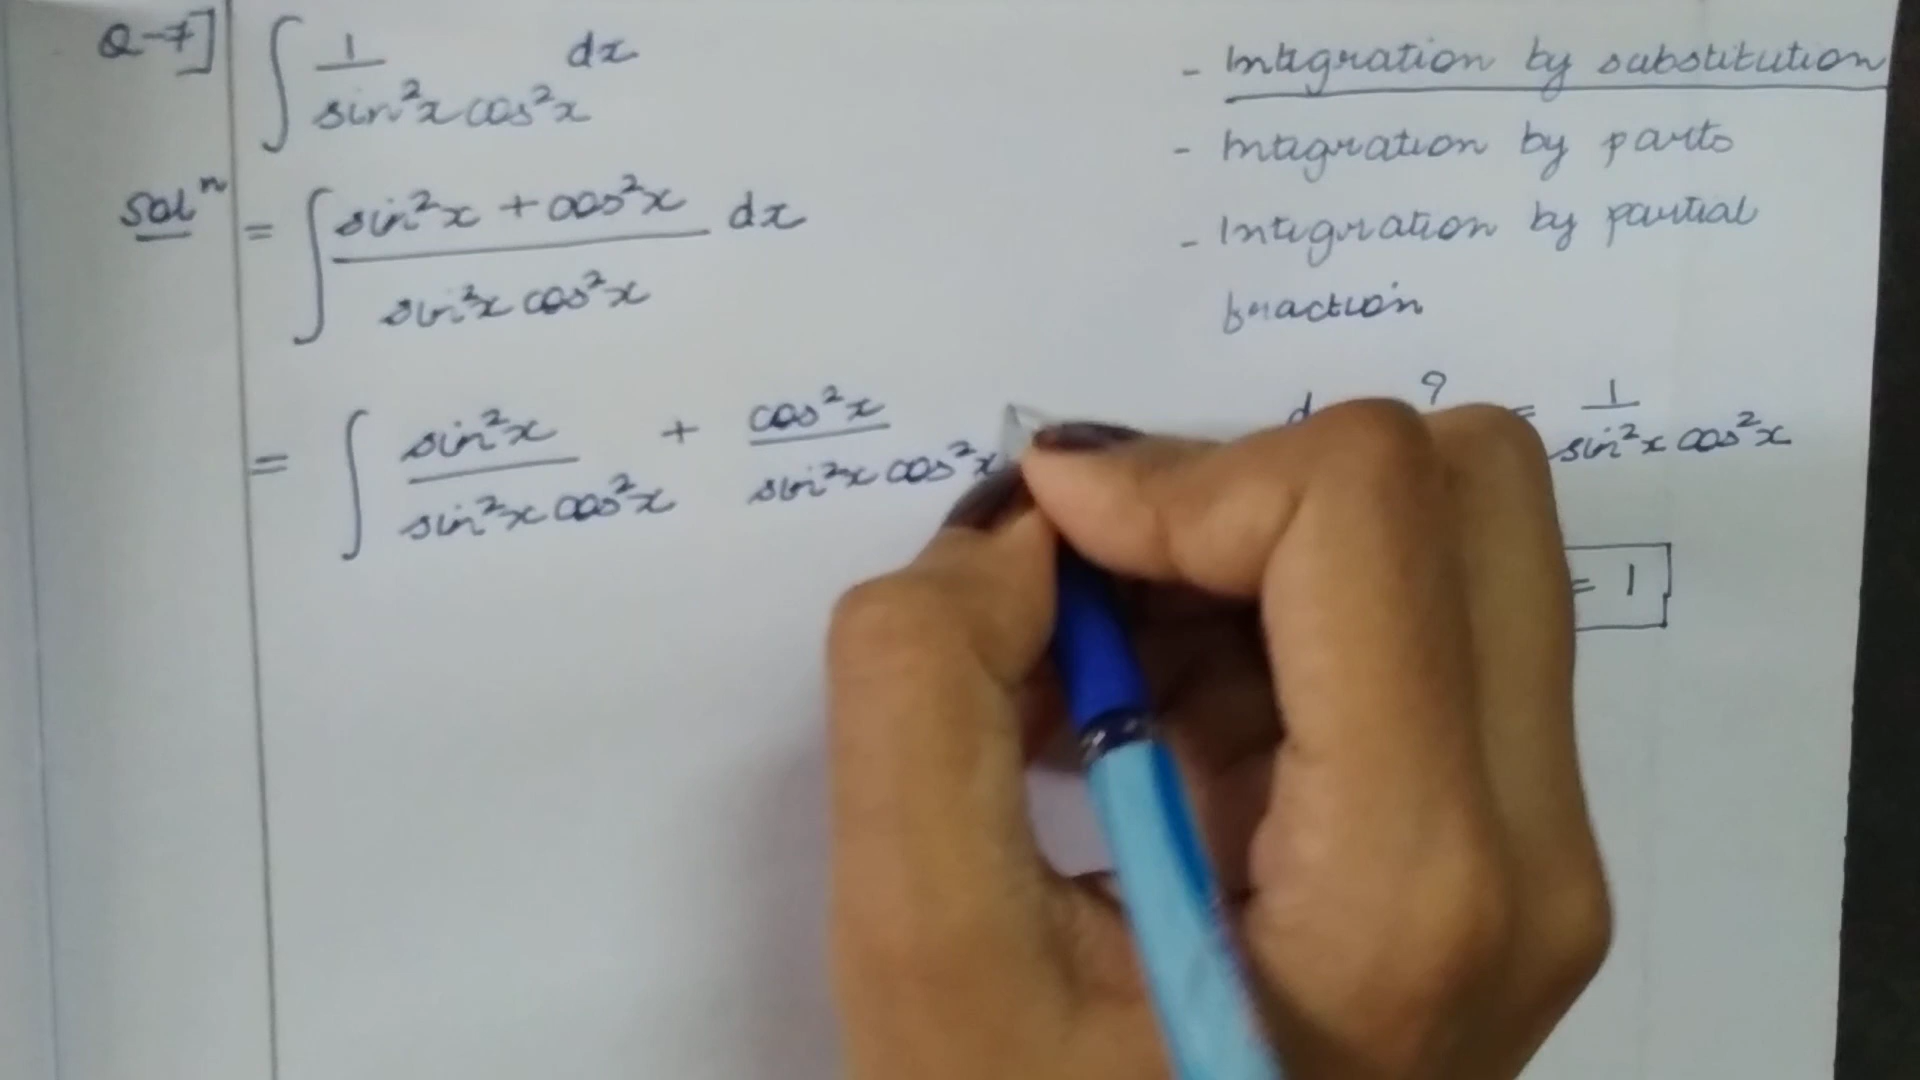 Q-7] ∫ 1 / sin²x cos²x dx
Solⁿ = ∫ sin²x + cos²x / sin²x cos²x dx
= ∫ sin²x / sin²x cos²x + cos²x / sin²x cos²x
- Integration by substitution
- Integration by parts
- Integration by partial
fraction
d ? = 1 / sin²x cos²x
= 1